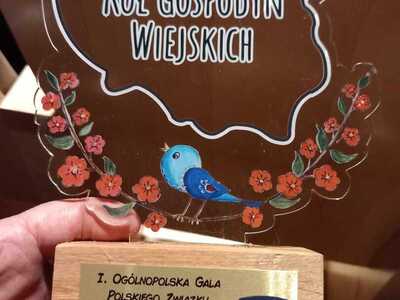 KÓŁ GOSPODYŃ
WIEJSKICH
I. OGÓLNOPOLSKA GALA
POLSKIEGO ZWIĄZKU